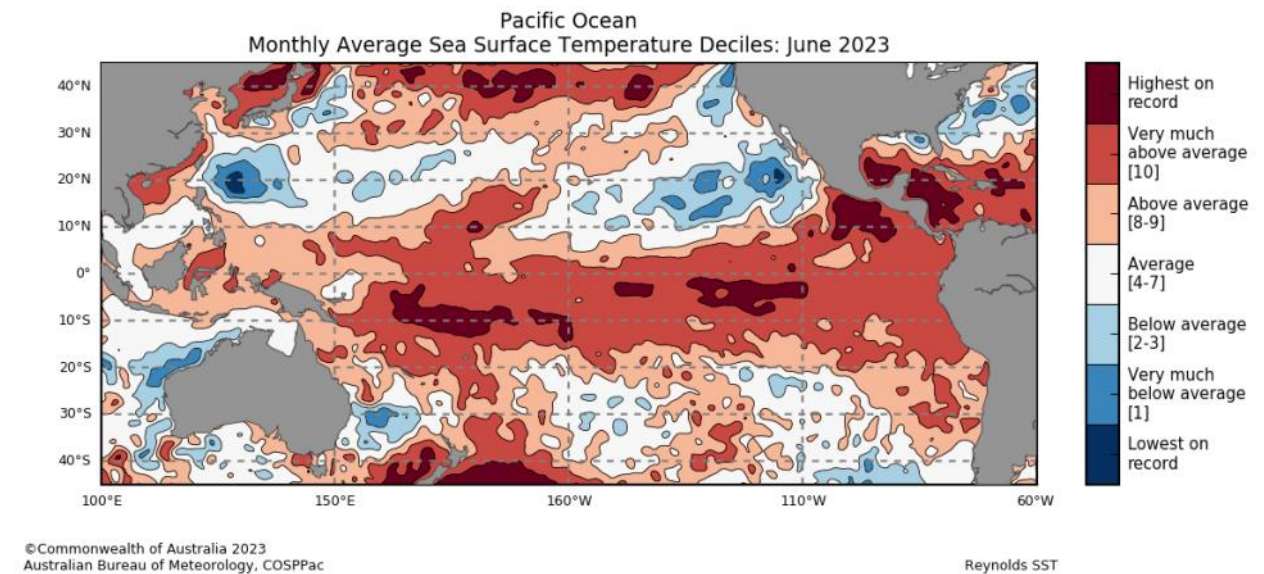 Pacific Ocean
Monthly Average Sea Surface Temperature Deciles: June 2023
40°N
30°N
20°N
10°N
0°
10°S
20°S
30°S
40°S
100°E
150°E
160°W
110°W
60°W
Highest on
record
Very much
above average
[10]
Above average
[8-9]
Average
[4-7]
Below average
[2-3]
Very much
below average
[1]
Lowest on
record
©Commonwealth of Australia 2023
Australian Bureau of Meteorology, COSPPac
Reynolds SST